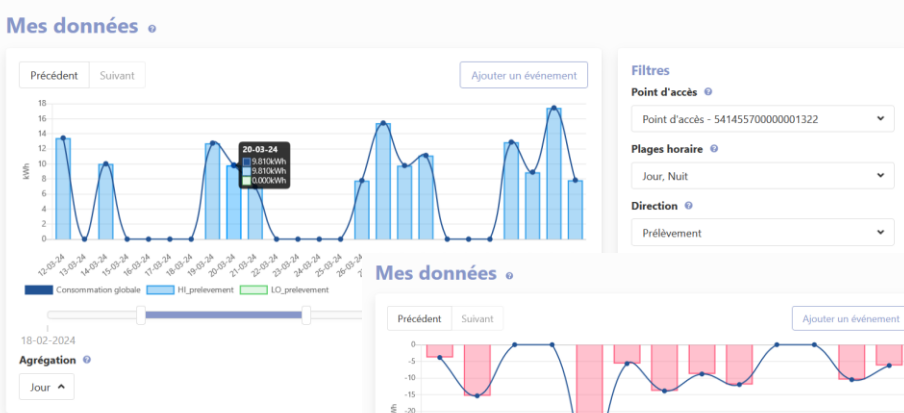 Mes données
Précédent Suivant
Ajouter un événement
18
16
14
12
10
8
6
4
2
0
kWh
20-03-24
9.810kWh
9.810kWh
0.000kWh
12-03-24 13-03-24 14-03-24 15-03-24 16-03-24 17-03-24 18-03-24 19-03-24 20-03-24 21-03-24 22-03-24 23-03-24 24-03-24 25-03-24 26-03-24
Consommation globale HI_prelevement LO_prelevement
18-02-2024
Agrégation
Jour
Filtres
Point d'accès
Point d'accès - 541455700000001322
Plages horaire
Jour, Nuit
Direction
Prélèvement
Mes données
Précédent Suivant
Ajouter un événement
0
-5
-10
-20